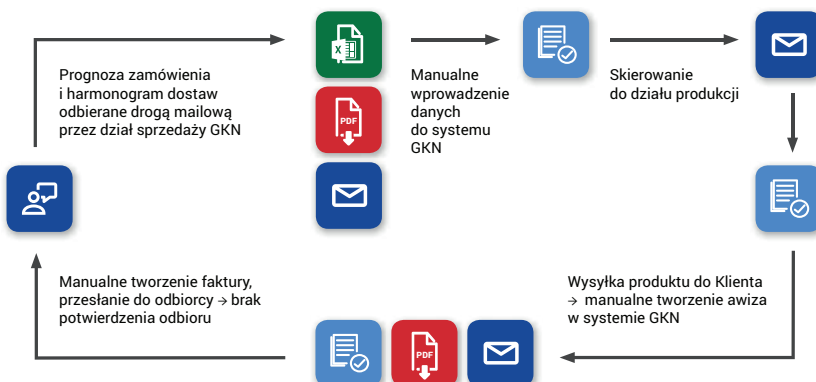 Prognoza zamówienia
i harmonogram dostaw
odbierane drogą mailową
przez dział sprzedaży GKN
X
PDF
Manualne
wprowadzenie
danych
do systemu
GKN
Skierowanie
do działu produkcji
Manualne tworzenie faktury,
przesłanie do odbiorcy → brak
potwierdzenia odbioru
PDF
Wysyłka produktu do Klienta
→ manualne tworzenie awiza
w systemie GKN